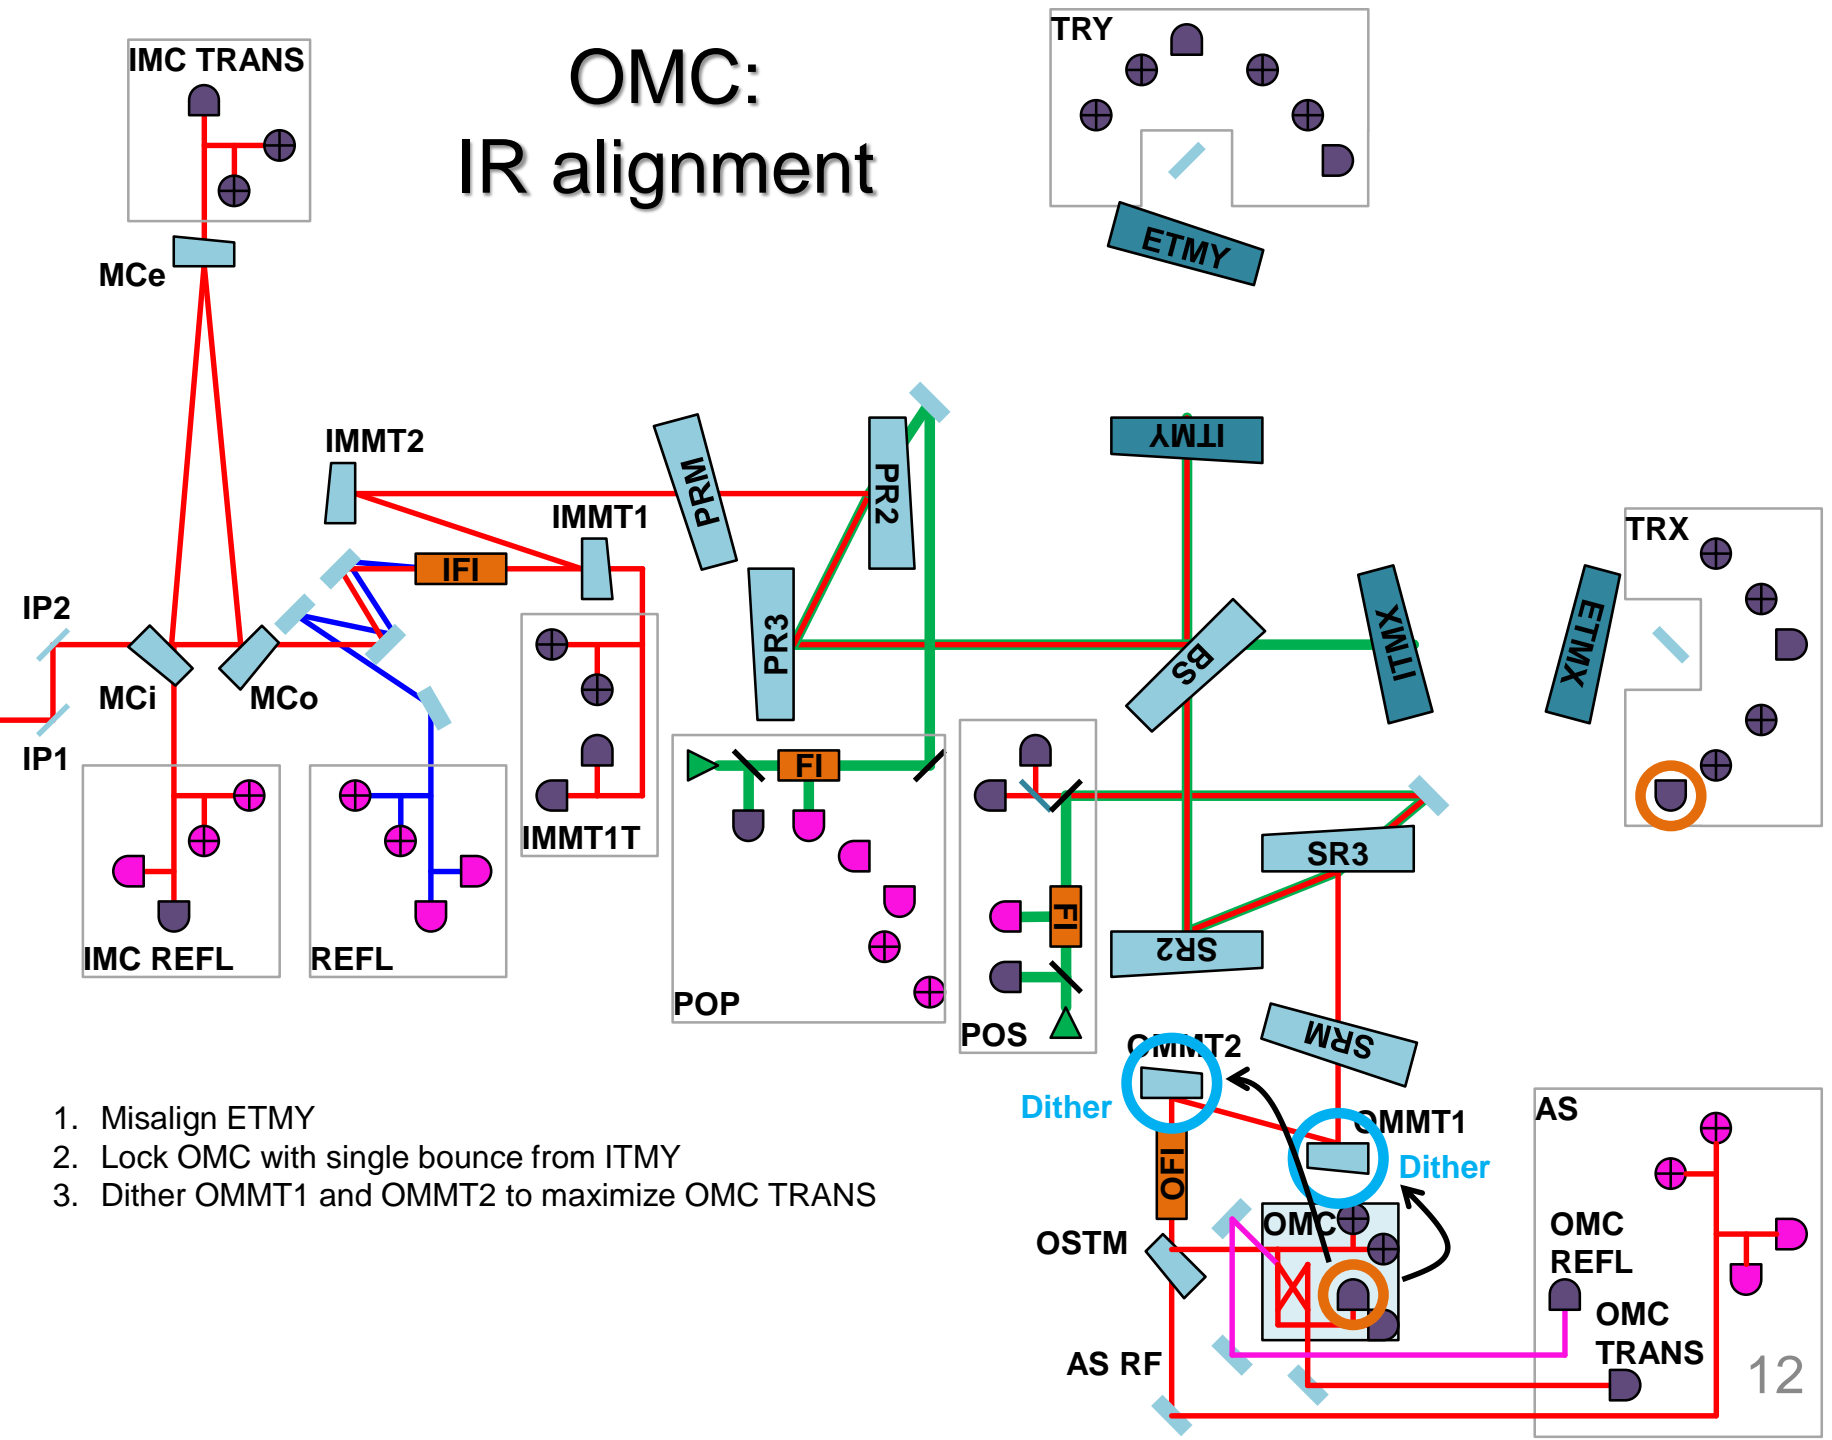 OMC:
IR alignment
IMC TRANS
TRY
MCe
ETMY
IMMT2
PRM
PR2
ITMY
IMMT1
TRX
IFI
IP2
MCi
MCo
PR3
BS
ITMX
ETMX
IP1
FI
IMMT1T
SR3
FI
IMC REFL
REFL
POP
SR2
POS
SRM
OMMT2
Dither
OMMT1
Dither
AS
1. Misalign ETMY
2. Lock OMC with single bounce from ITMY
3. Dither OMMT1 and OMMT2 to maximize OMC TRANS
OFI
OSTM
OMC
OMC
REFL
OMC
TRANS
AS RF
12